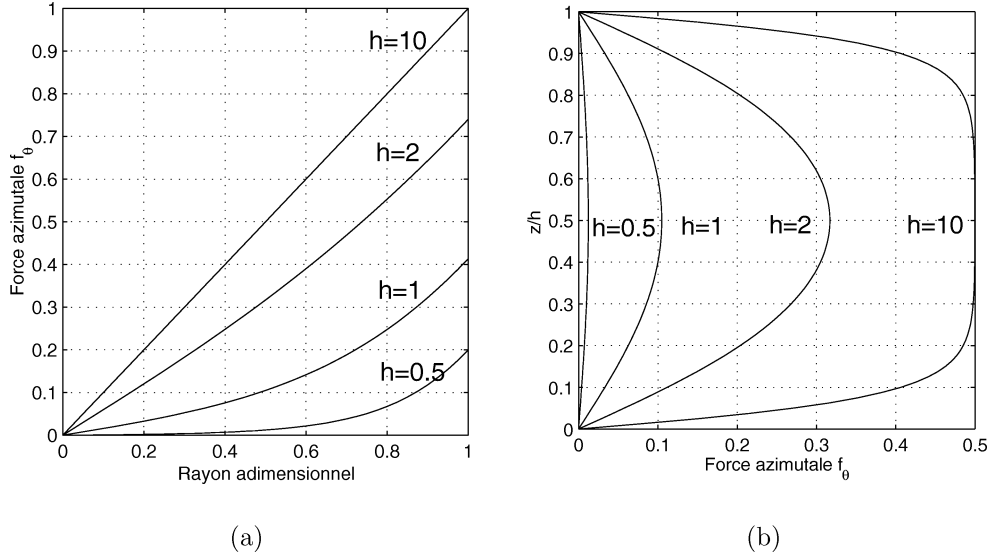 1
0.9
0.8
0.7
0.6
0.5
0.4
0.3
0.2
0.1
0
Force azimutale fθ
h=10
h=2
h=1
h=0.5
0 0.2 0.4 0.6 0.8 1
Rayon adimensionnel
(a)
1
0.9
0.8
0.7
0.6
0.5
0.4
0.3
0.2
0.1
0
z/h
h=0.5 h=1 h=2 h=10
0 0.1 0.2 0.3 0.4 0.5
Force azimutale fθ
(b)